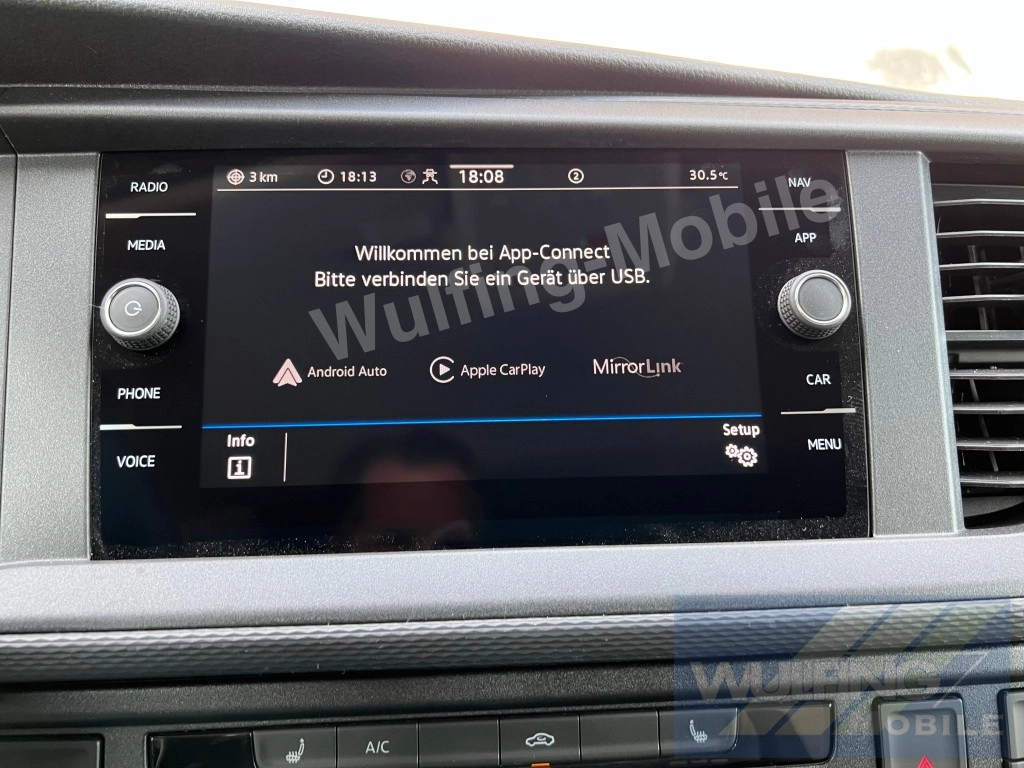 RADIO
MEDIA
PHONE
VOICE
3 km
18:13
18:08
2
30.5 °C
Willkommen bei App-Connect
Bitte verbinden Sie ein Gerät über USB.
Android Auto
Apple CarPlay
MirrorLink
Info
Setup
NAV
APP
CAR
MENU
Wulfing-Mobile
A/C
WULFING
MOBILE